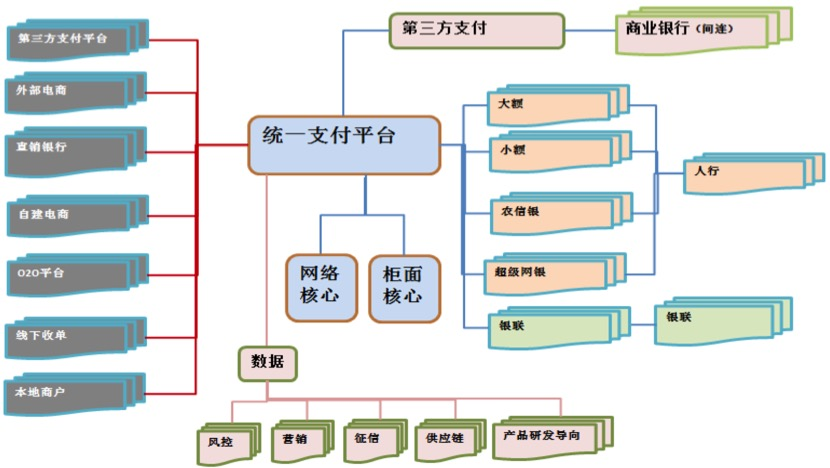 第三方支付平台
外部电商
直销银行
自建电商
O2O平台
线下收单
本地商户
第三方支付
商业银行（间连）
统一支付平台
网络
核心
柜面
核心
大额
小额
农信银
超级网银
银联
人行
银联
数据
风控
营销
征信
供应链
产品研发导向